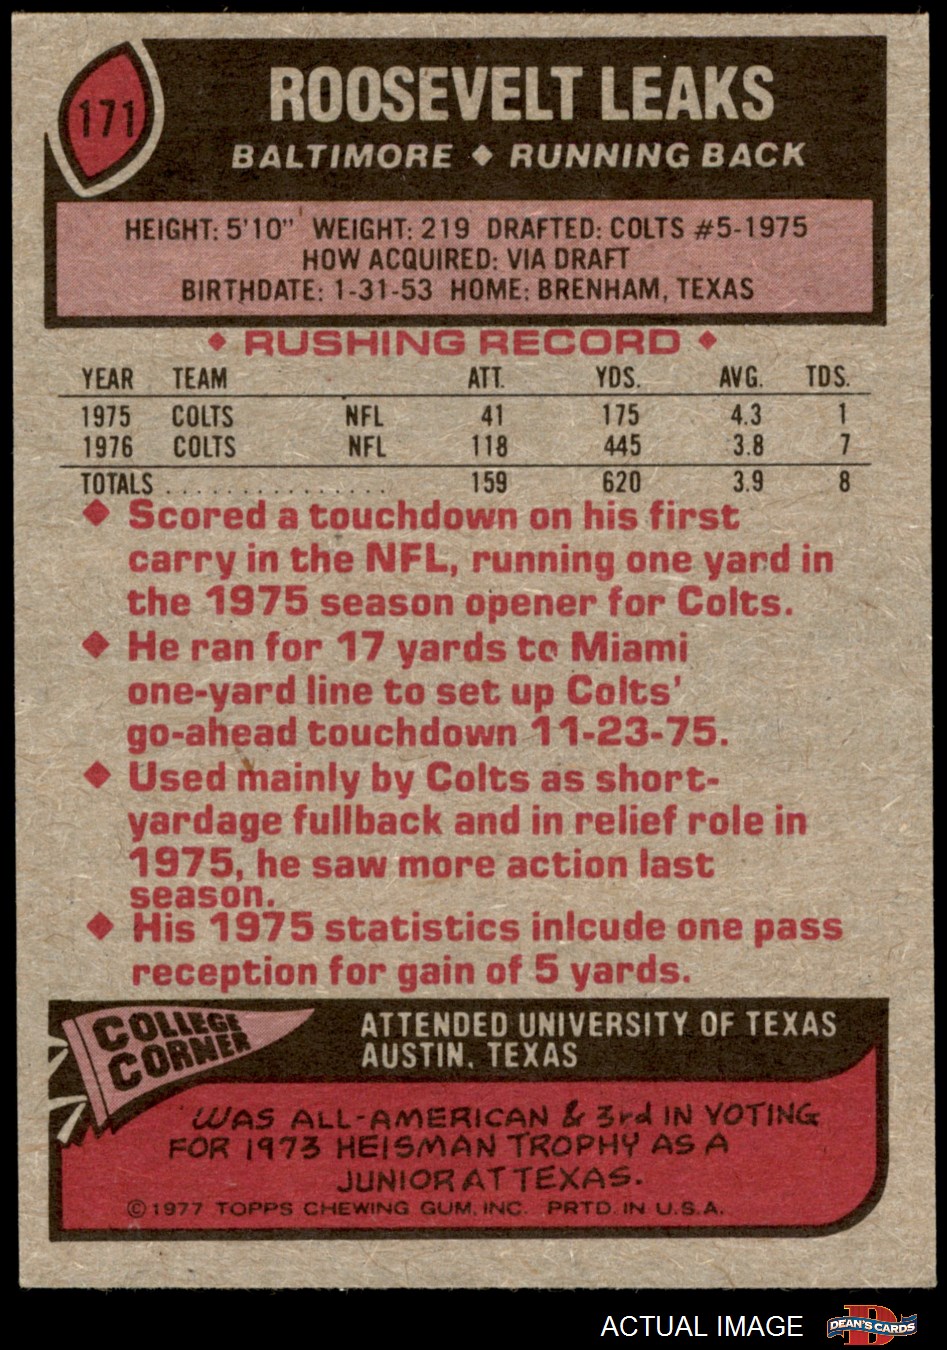 171
ROOSEVELT LEAKS
BALTIMORE ◆ RUNNING BACK
HEIGHT: 5'10" WEIGHT: 219 DRAFTED: COLTS #5-1975
HOW ACQUIRED: VIA DRAFT
BIRTHDATE: 1-31-53 HOME: BRENHAM, TEXAS
◆ RUSHING RECORD ◆
YEAR TEAM ATT. YDS. AVG. TDS.
1975 COLTS NFL 41 175 4.3 1
1976 COLTS NFL 118 445 3.8 7
TOTALS . . . . . . . . . . . . . . . 159 620 3.9 8
◆ Scored a touchdown on his first
carry in the NFL, running one yard in
the 1975 season opener for Colts.
◆ He ran for 17 yards to Miami
one-yard line to set up Colts'
go-ahead touchdown 11-23-75.
◆ Used mainly by Colts as short-
yardage fullback and in relief role in
1975, he saw more action last
season.
◆ His 1975 statistics inlcude one pass
reception for gain of 5 yards.
COLLEGE
CORNER
ATTENDED UNIVERSITY OF TEXAS
AUSTIN, TEXAS
WAS ALL-AMERICAN & 3rd IN VOTING
FOR 1973 HEISMAN TROPHY AS A
JUNIOR AT TEXAS.
©1977 TOPPS CHEWING GUM, INC. PRTD. IN U.S.A.
ACTUAL IMAGE
D
DEAN'S CARDS